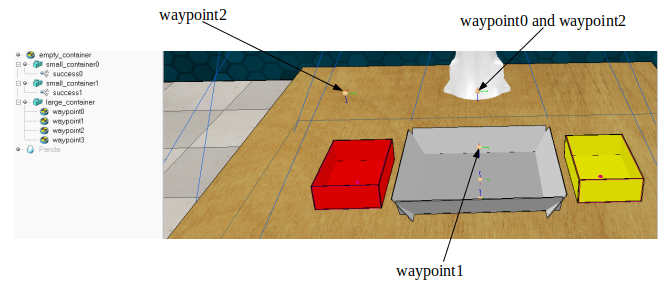 waypoint2
waypoint0 and waypoint2
empty_container
small_container0
success0
small_container1
success1
large_container
waypoint0
waypoint1
waypoint2
waypoint3
Panda
waypoint1